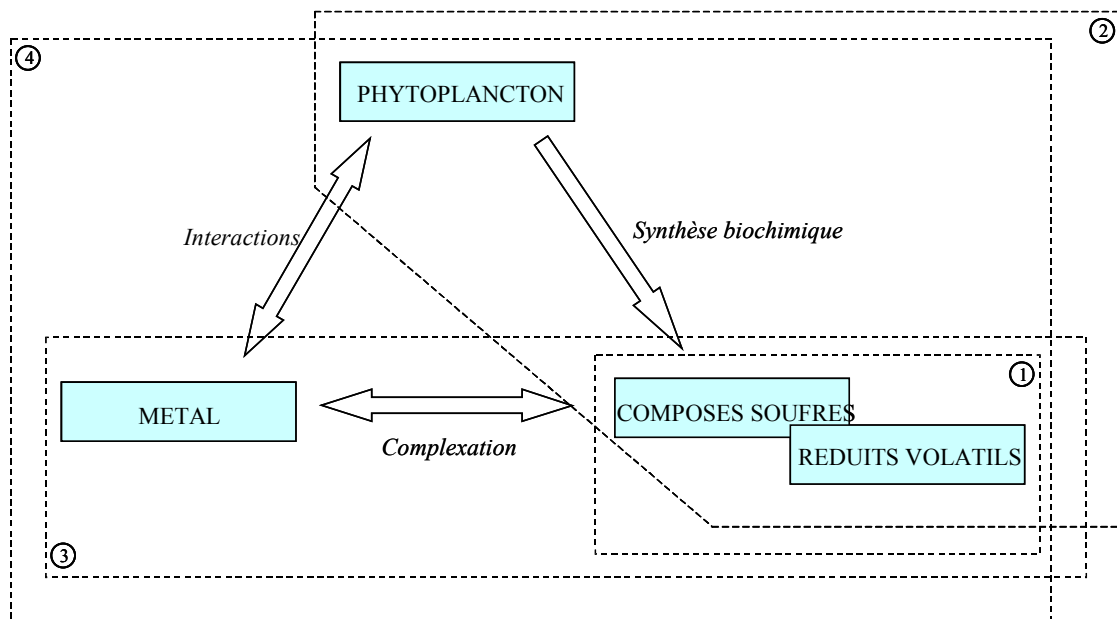 ②
④
PHYTOPLANCTON
Interactions
Synthèse biochimique
①
METAL
COMPOSES SOUFRES
Complexation
REDUITS VOLATILS
③